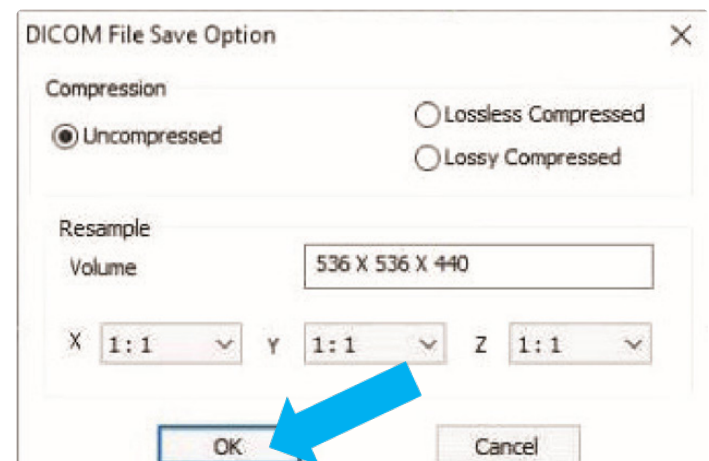 DICOM File Save Option
Compression
Uncompressed
Lossless Compressed
Lossy Compressed
Resample
Volume 536 X 536 X 440
X 1:1 Y 1:1 Z 1:1
OK Cancel